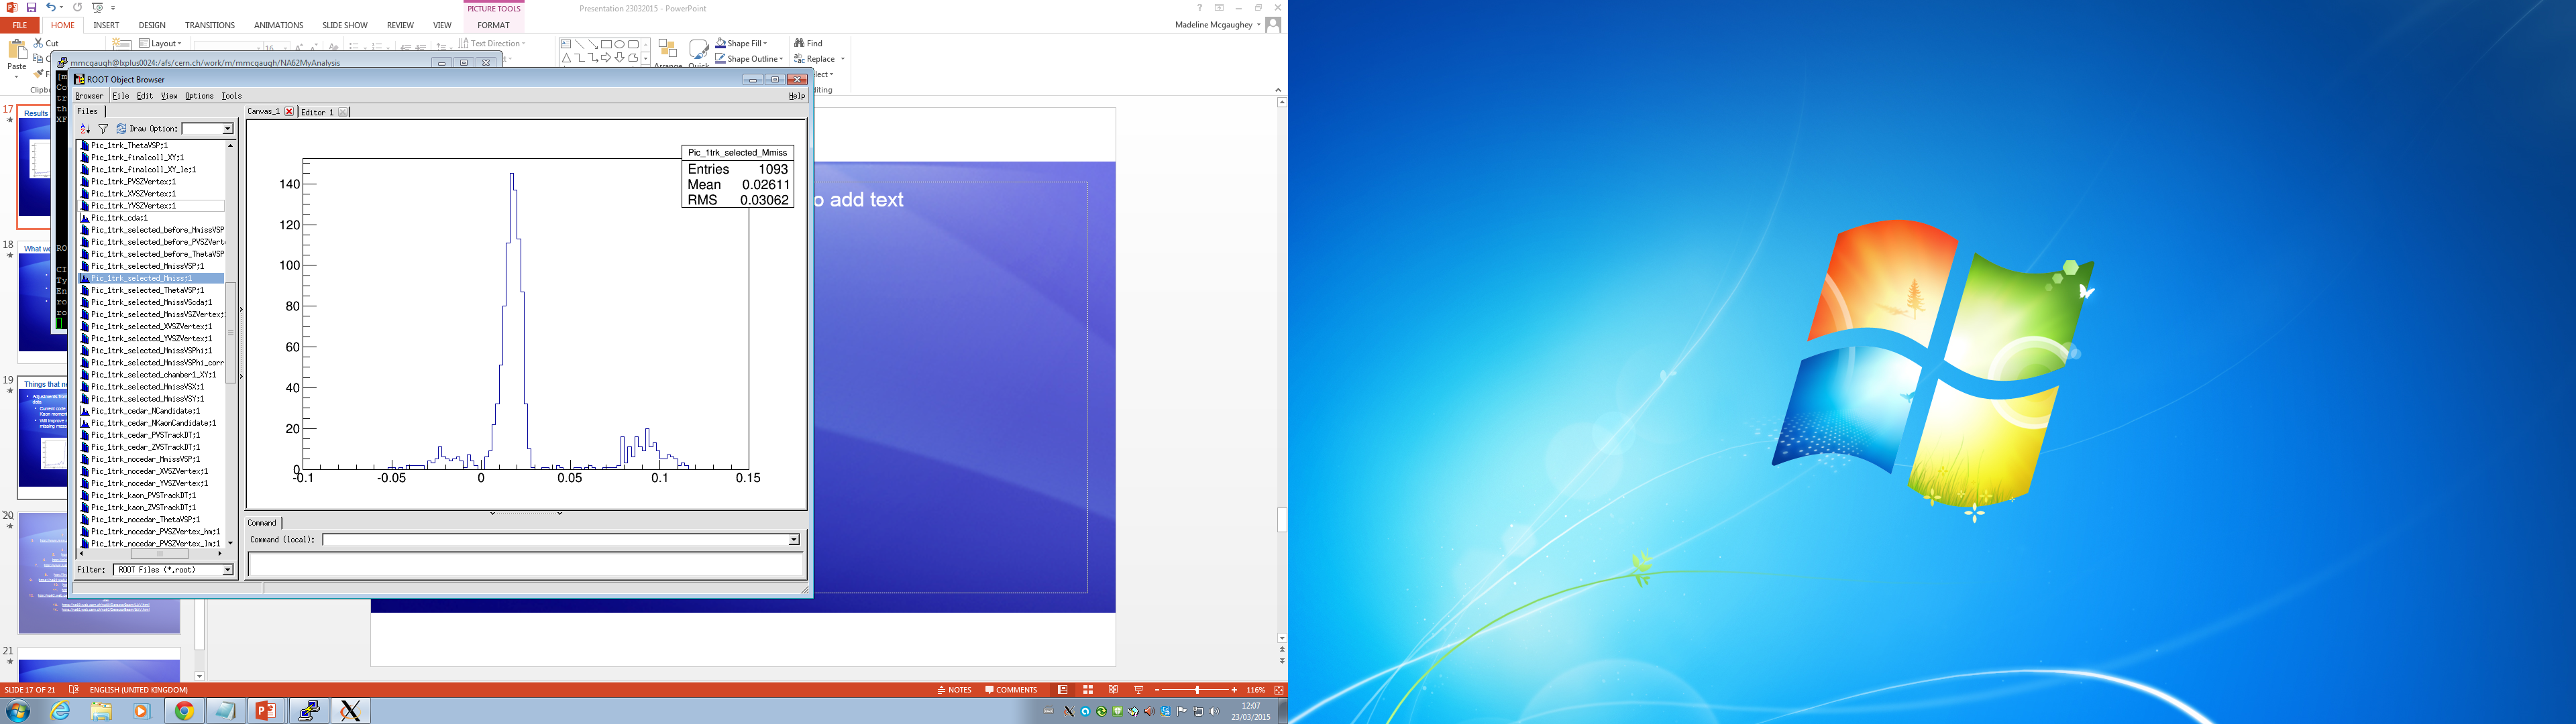 PICTURE TOOLS
Presentation 23032015 - PowerPoint
FILE HOME INSERT DESIGN TRANSITIONS ANIMATIONS SLIDE SHOW REVIEW VIEW FORMAT
Madeline Mcgaughey
Cut
Layout
Text Direction
Shape Fill
Find
Paste
Shape Outline
Replace
mmcgaugh@lxplus0024:/afs/cern.ch/work/m/mmcgaugh/NA62MyAnalysis
ROOT Object Browser
Browser File Edit View Options Tools Help
Files
Canvas_1 Editor 1
Draw Option:
Pic_1trk_ThetaVSP;1
Pic_1trk_finalcoll_XY;1
Pic_1trk_finalcoll_XY_le;1
Pic_1trk_PVSZVertex;1
Pic_1trk_XVSZVertex;1
Pic_1trk_YVSZVertex;1
Pic_1trk_cda;1
Pic_1trk_selected_before_MmissVSP
Pic_1trk_selected_before_PVSZVert
Pic_1trk_selected_before_ThetaVSP
Pic_1trk_selected_MmissVSP;1
Pic_1trk_selected_Mmiss;1
Pic_1trk_selected_ThetaVSP;1
Pic_1trk_selected_MmissVScda;1
Pic_1trk_selected_MmissVSZVertex;
Pic_1trk_selected_XVSZVertex;1
Pic_1trk_selected_YVSZVertex;1
Pic_1trk_selected_MmissVSPhi;1
Pic_1trk_selected_MmissVSPhi_corr
Pic_1trk_selected_chamber1_XY;1
Pic_1trk_selected_MmissVSX;1
Pic_1trk_selected_MmissVSY;1
Pic_1trk_cedar_NCandidate;1
Pic_1trk_cedar_NKaonCandidate;1
Pic_1trk_cedar_PVSTrackDT;1
Pic_1trk_cedar_ZVSTrackDT;1
Pic_1trk_nocedar_MmissVSP;1
Pic_1trk_nocedar_XVSZVertex;1
Pic_1trk_nocedar_YVSZVertex;1
Pic_1trk_kaon_PVSTrackDT;1
Pic_1trk_kaon_ZVSTrackDT;1
Pic_1trk_nocedar_ThetaVSP;1
Pic_1trk_nocedar_PVSZVertex_hm;1
Pic_1trk_nocedar_PVSZVertex_lm;1
Filter: ROOT Files (*.root)
Pic_1trk_selected_Mmiss
Entries 1093
Mean 0.02611
RMS 0.03062
140
120
100
80
60
40
20
0
-0.1 -0.05 0 0.05 0.1 0.15
Command
Command (local):
o add text
17
Results
18
What we
19
Things that ne
20
21
SLIDE 17 OF 21 ENGLISH (UNITED KINGDOM) NOTES COMMENTS 116%
12:07
23/03/2015